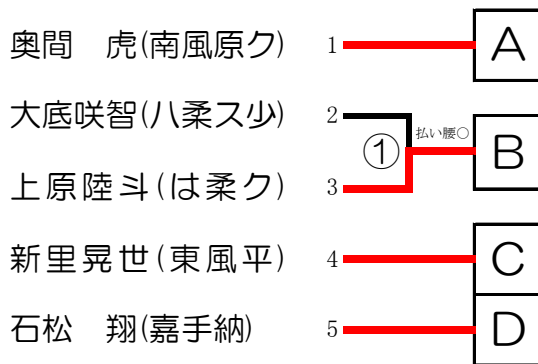 奥間　虎(南風原ク) 1 A
大底咲智(八柔ス少) 2
① 払い腰○ B
上原陸斗(は柔ク) 3
新里晃世(東風平) 4 C
石松　翔(嘉手納) 5 D